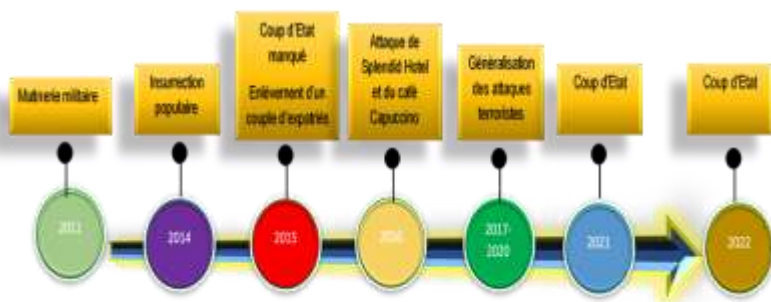 Mutinerie militaire
Insurrection
populaire
Coup d'Etat
manqué
Enlèvement d'un
couple d'expatriés
Attaque de
Splendid Hotel
et du café
Capuccino
Généralisation
des attaques
terroristes
Coup d'Etat
Coup d'Etat
2011
2014
2015
2016
2017-
2020
2021
2022